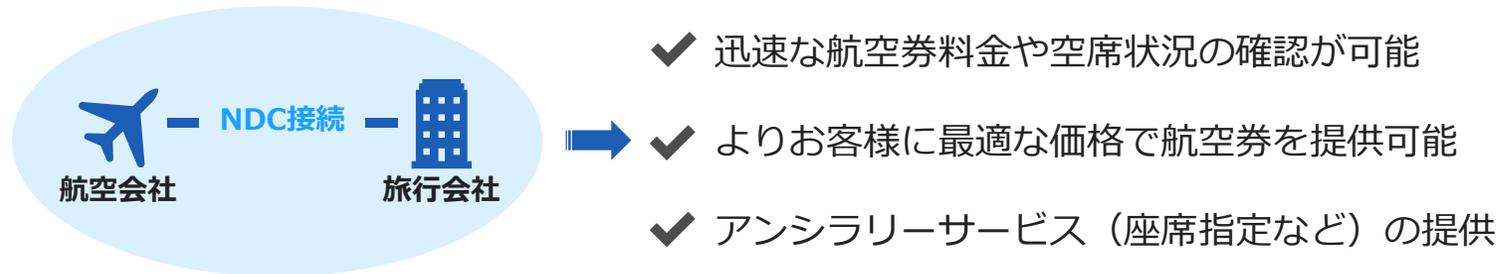 NDC接続
航空会社
旅行会社
迅速な航空券料金や空席状況の確認が可能
よりお客様に最適な価格で航空券を提供可能
アンシラリーサービス（座席指定など）の提供